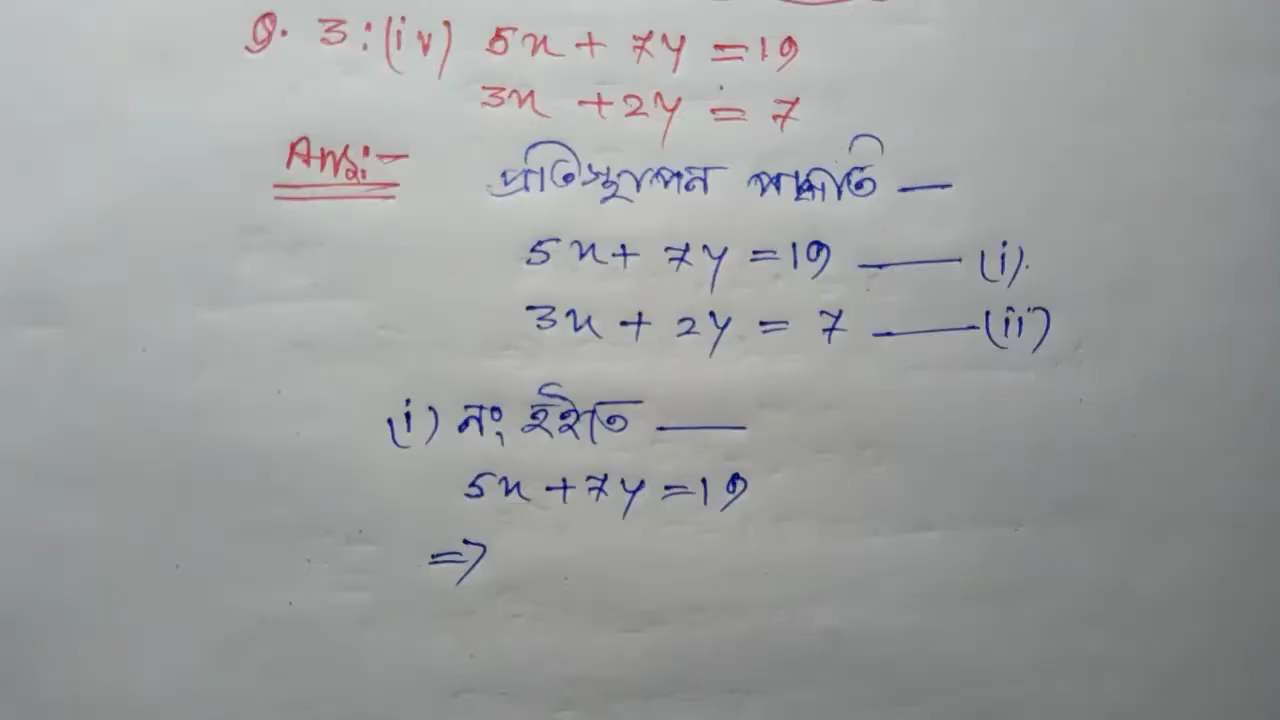 Q. 3:(iv) 5x + 7y = 19
3x + 2y = 7
Ans:-
প্রতিস্থাপন পদ্ধতি —
5x + 7y = 19 —— (i).
3x + 2y = 7 —— (ii)
(i) নং হইতি ——
5x + 7y = 19
=>